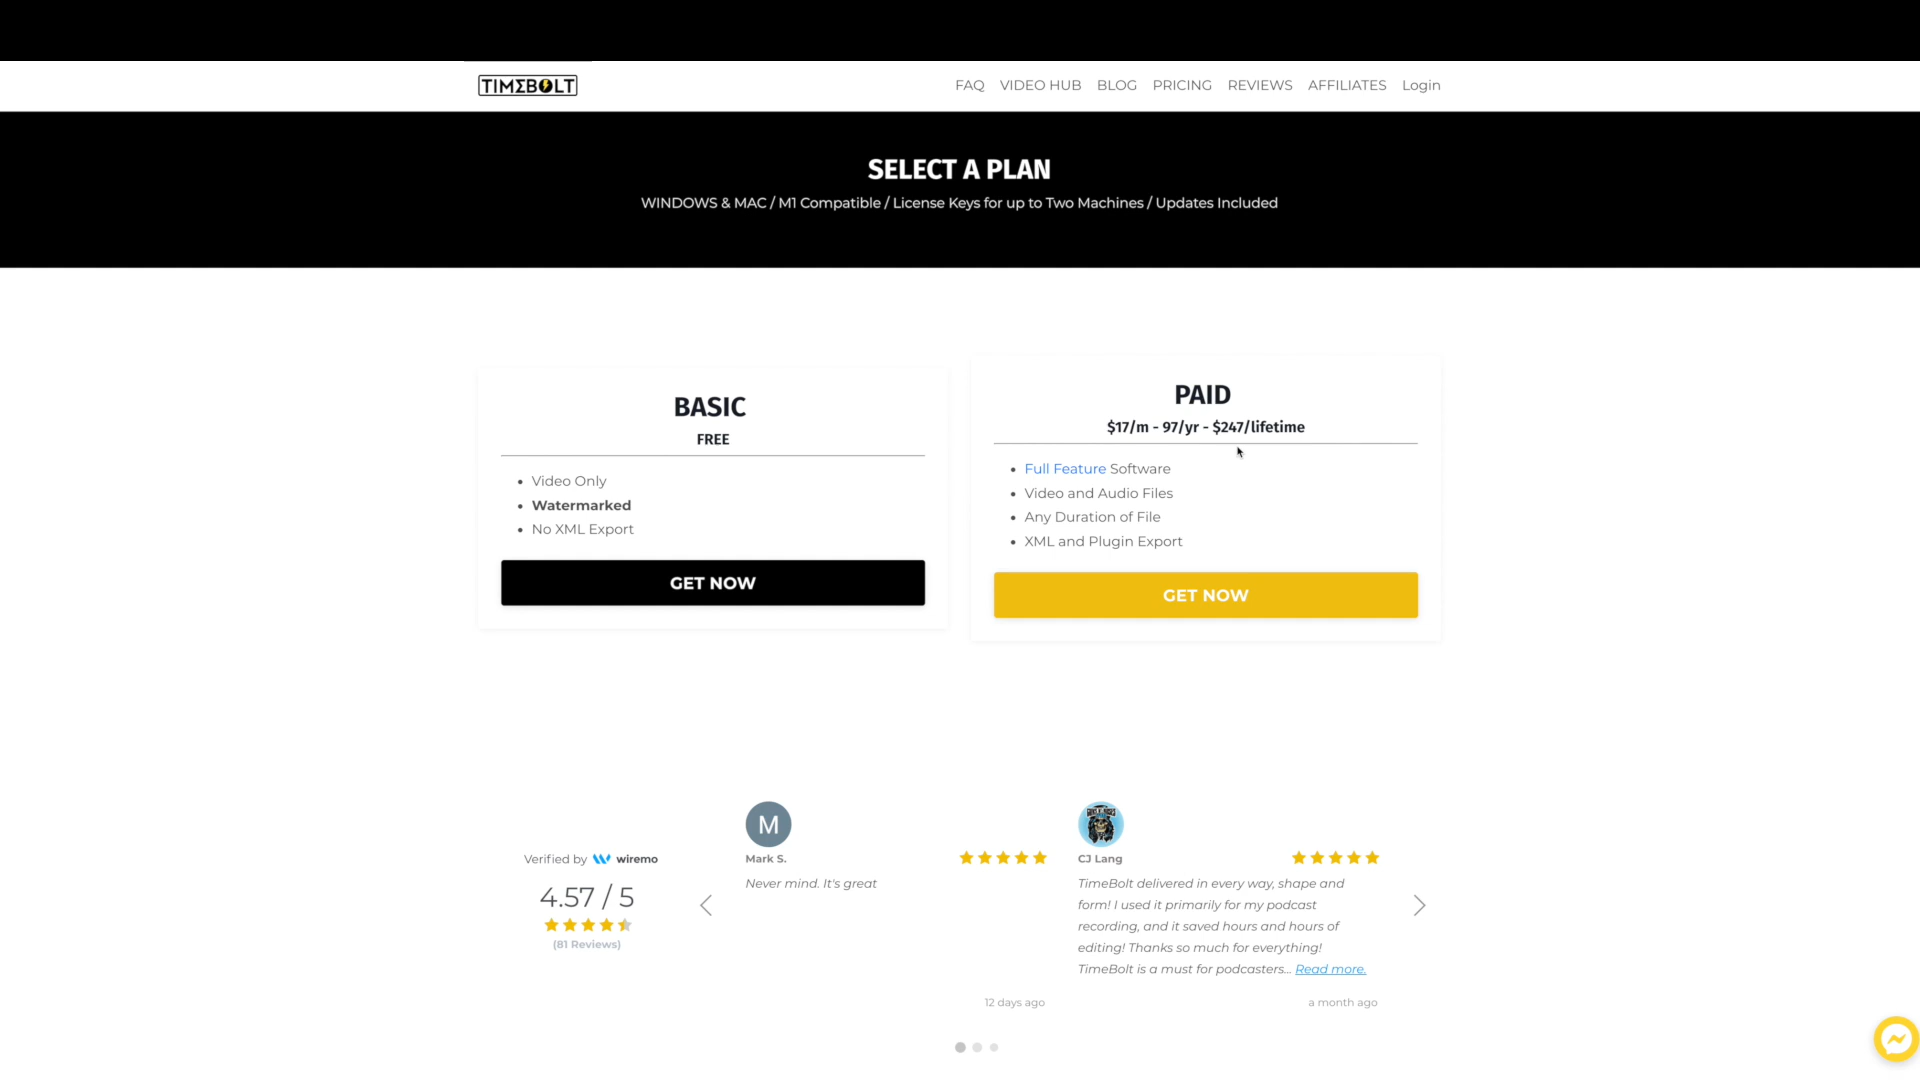 TIMEBOLT
FAQ VIDEO HUB BLOG PRICING REVIEWS AFFILIATES Login
SELECT A PLAN
WINDOWS & MAC / M1 Compatible / License Keys for up to Two Machines / Updates Included
BASIC
FREE
Video Only
Watermarked
No XML Export
GET NOW
PAID
$17/m - 97/yr - $247/lifetime
Full Feature Software
Video and Audio Files
Any Duration of File
XML and Plugin Export
GET NOW
Verified by wiremo
4.57 / 5
(81 Reviews)
M
Mark S.
Never mind. It's great
12 days ago
CJ Lang
TimeBolt delivered in every way, shape and
form! I used it primarily for my podcast
recording, and it saved hours and hours of
editing! Thanks so much for everything!
TimeBolt is a must for podcasters... Read more.
a month ago